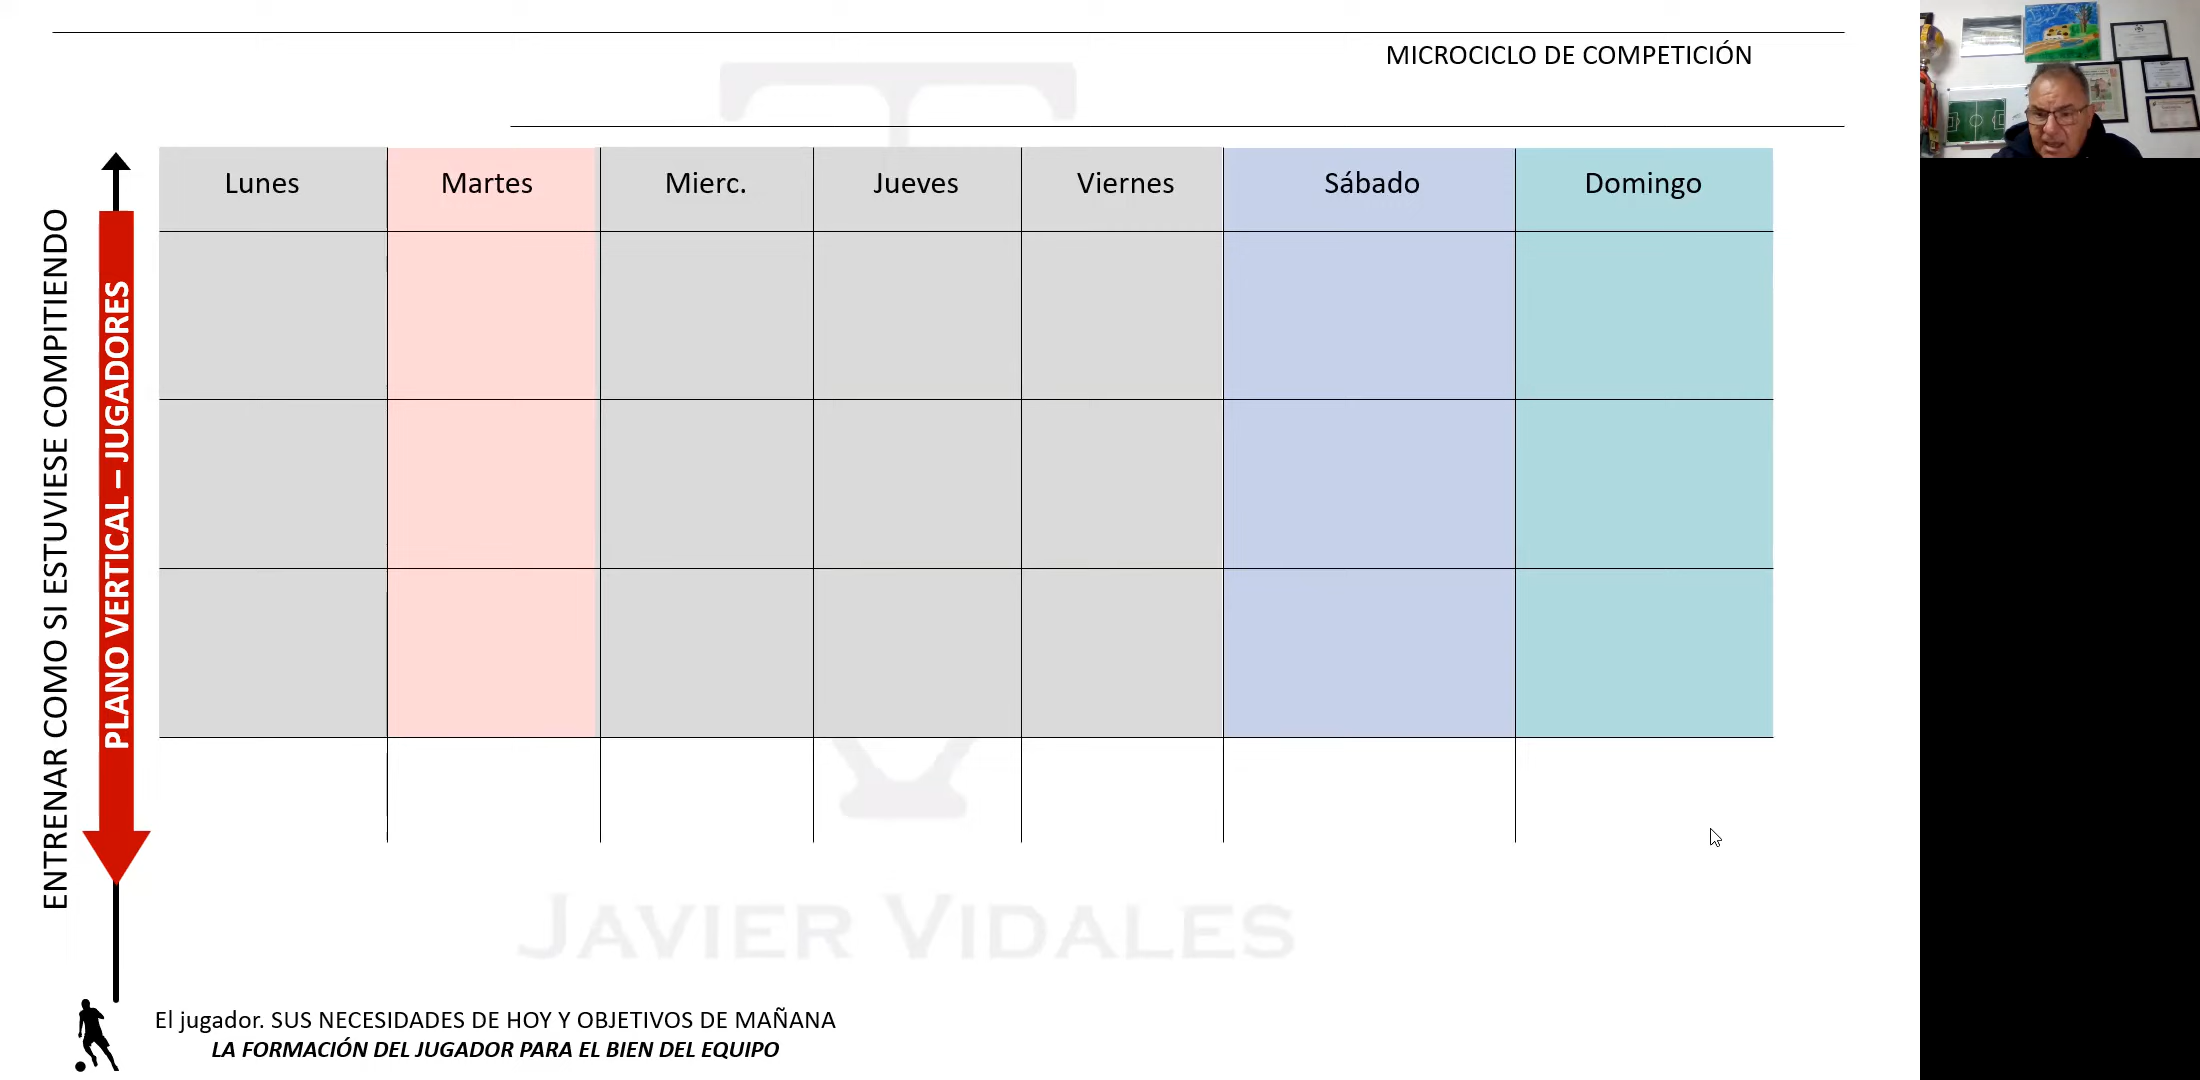 MICROCICLO DE COMPETICIÓN
Lunes
Martes
Mierc.
Jueves
Viernes
Sábado
Domingo
ENTRENAR COMO SI ESTUVIESE COMPITIENDO
PLANO VERTICAL – JUGADORES
JAVIER VIDALES
El jugador. SUS NECESIDADES DE HOY Y OBJETIVOS DE MAÑANA
LA FORMACIÓN DEL JUGADOR PARA EL BIEN DEL EQUIPO